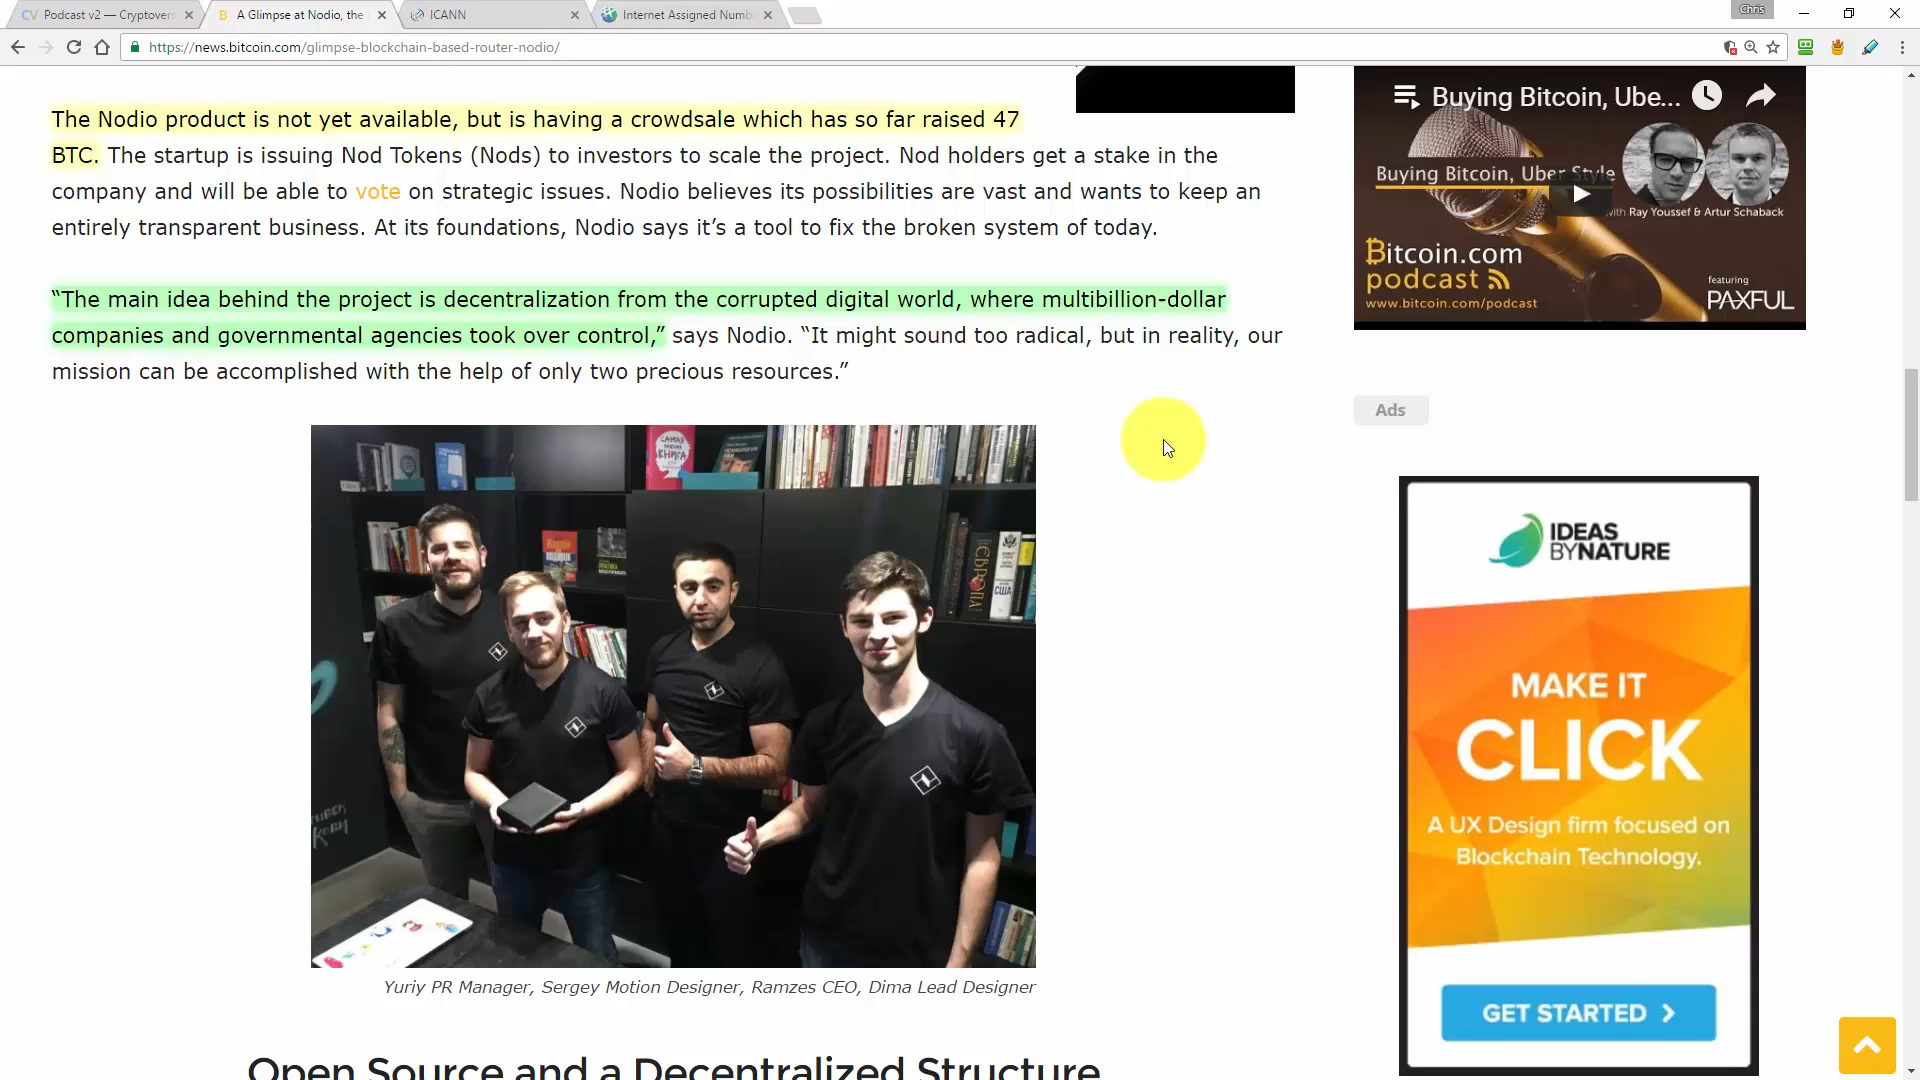 Podcast v2 — Cryptovers
A Glimpse at Nodio, the
ICANN
Internet Assigned Numb
Chris
https://news.bitcoin.com/glimpse-blockchain-based-router-nodio/
The Nodio product is not yet available, but is having a crowdsale which has so far raised 47
BTC. The startup is issuing Nod Tokens (Nods) to investors to scale the project. Nod holders get a stake in the
company and will be able to vote on strategic issues. Nodio believes its possibilities are vast and wants to keep an
entirely transparent business. At its foundations, Nodio says it’s a tool to fix the broken system of today.
“The main idea behind the project is decentralization from the corrupted digital world, where multibillion-dollar
companies and governmental agencies took over control,” says Nodio. “It might sound too radical, but in reality, our
mission can be accomplished with the help of only two precious resources.”
САМАЯ
КНИГА
ЕВРОПА
США
Yuriy PR Manager, Sergey Motion Designer, Ramzes CEO, Dima Lead Designer
Open Source and a Decentralized Structure
Buying Bitcoin, Ube...
Buying Bitcoin, Uber Style
with Ray Youssef & Artur Schaback
Bitcoin.com
podcast
www.bitcoin.com/podcast
featuring
PAXFUL
Ads
IDEAS
BYNATURE
MAKE IT
CLICK
A UX Design firm focused on
Blockchain Technology.
GET STARTED